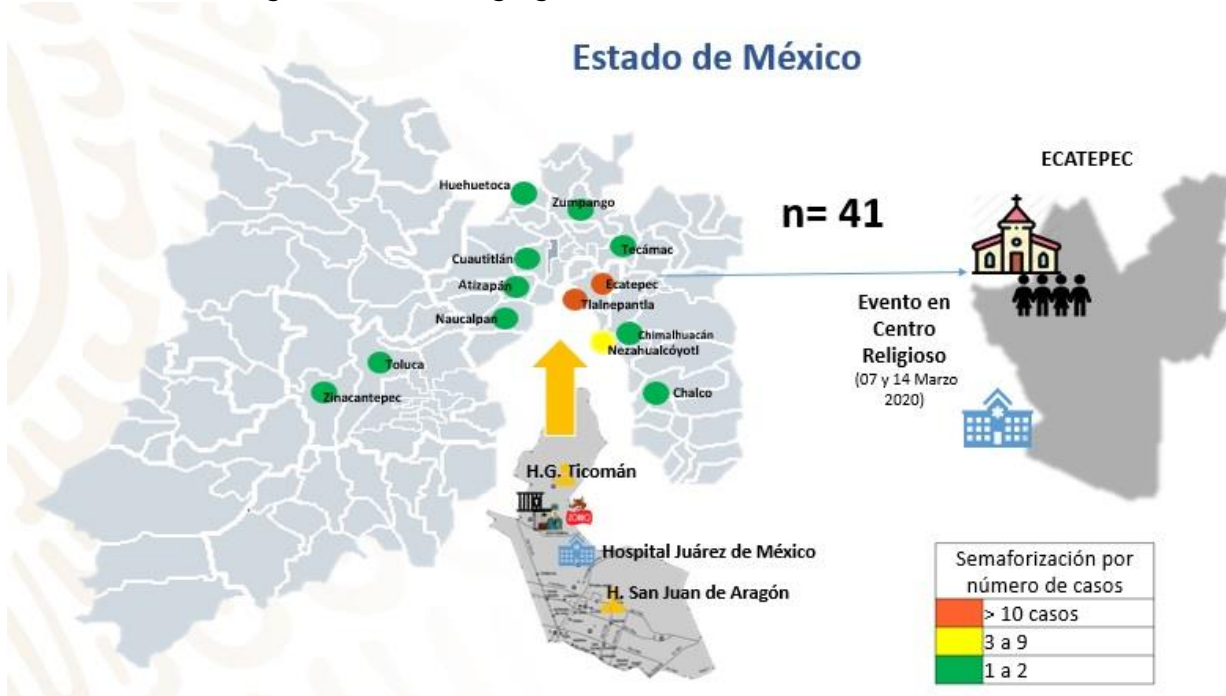 Estado de México
ECATEPEC
n= 41
Huehuetoca
Zumpango
Tecámac
Cuautitlán
Atizapán
Ecatepec
Tlalnepantla
Naucalpan
Chimalhuacán
Nezahualcóyotl
Toluca
Zinacantepec
Chalco
Evento en
Centro
Religioso
(07 y 14 Marzo
2020)
H.G. Ticomán
Hospital Juárez de México
H. San Juan de Aragón
Semaforización por
número de casos
> 10 casos
3 a 9
1 a 2